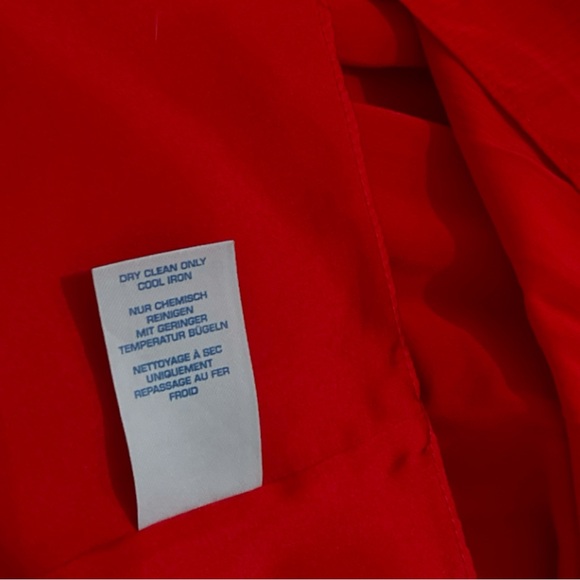 DRY CLEAN ONLY
COOL IRON
NUR CHEMISCH
REINIGEN
MIT GERINGER
TEMPERATUR BÜGELN
NETTOYAGE À SEC
UNIQUEMENT
REPASSAGE AU FER
FROID